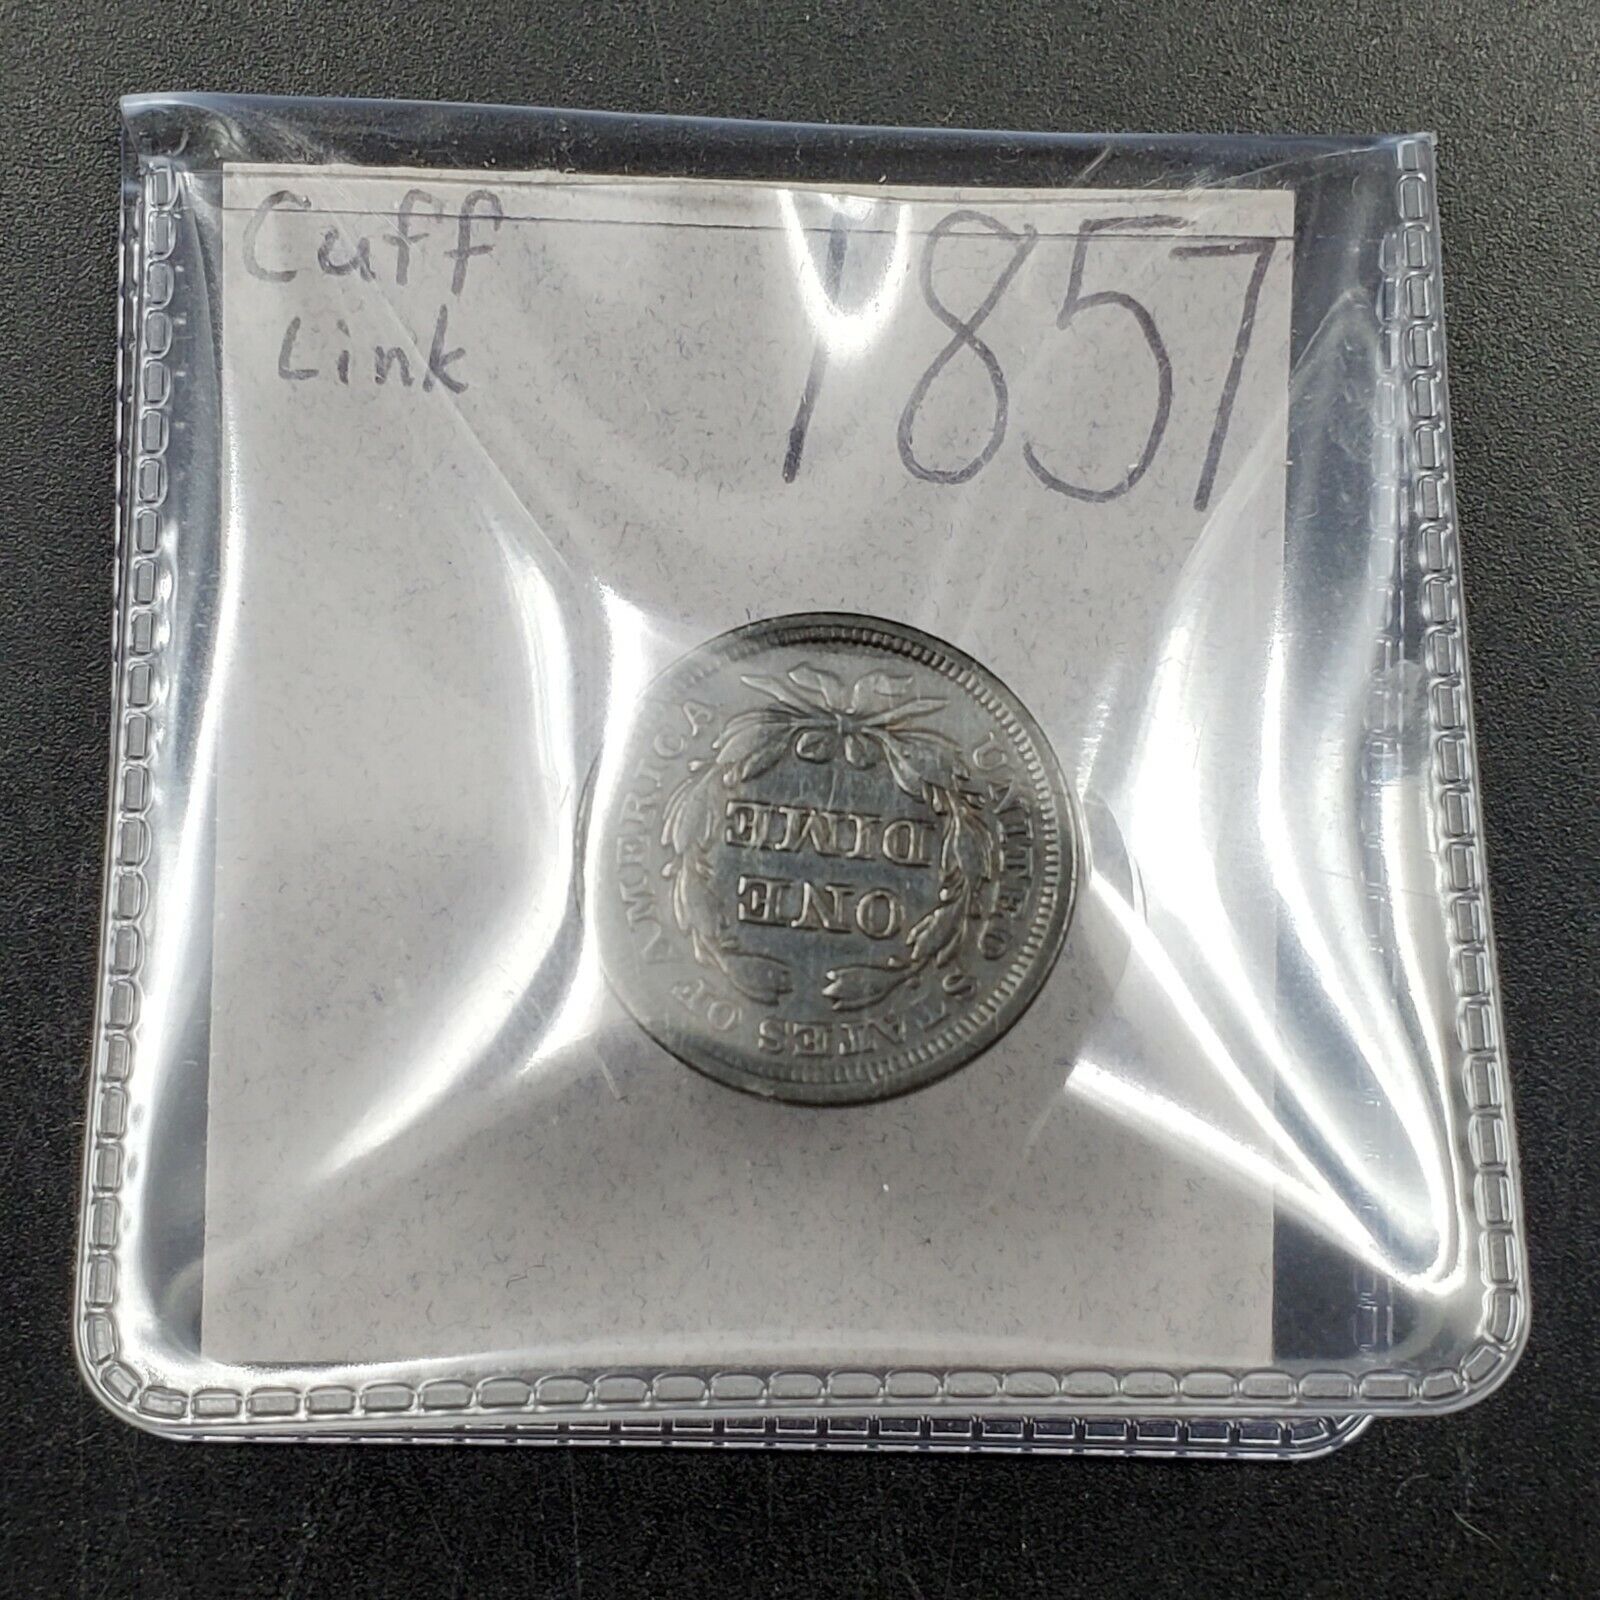 Cuff
Link
1857
UNITED STATES OF AMERICA
ONE
DIME